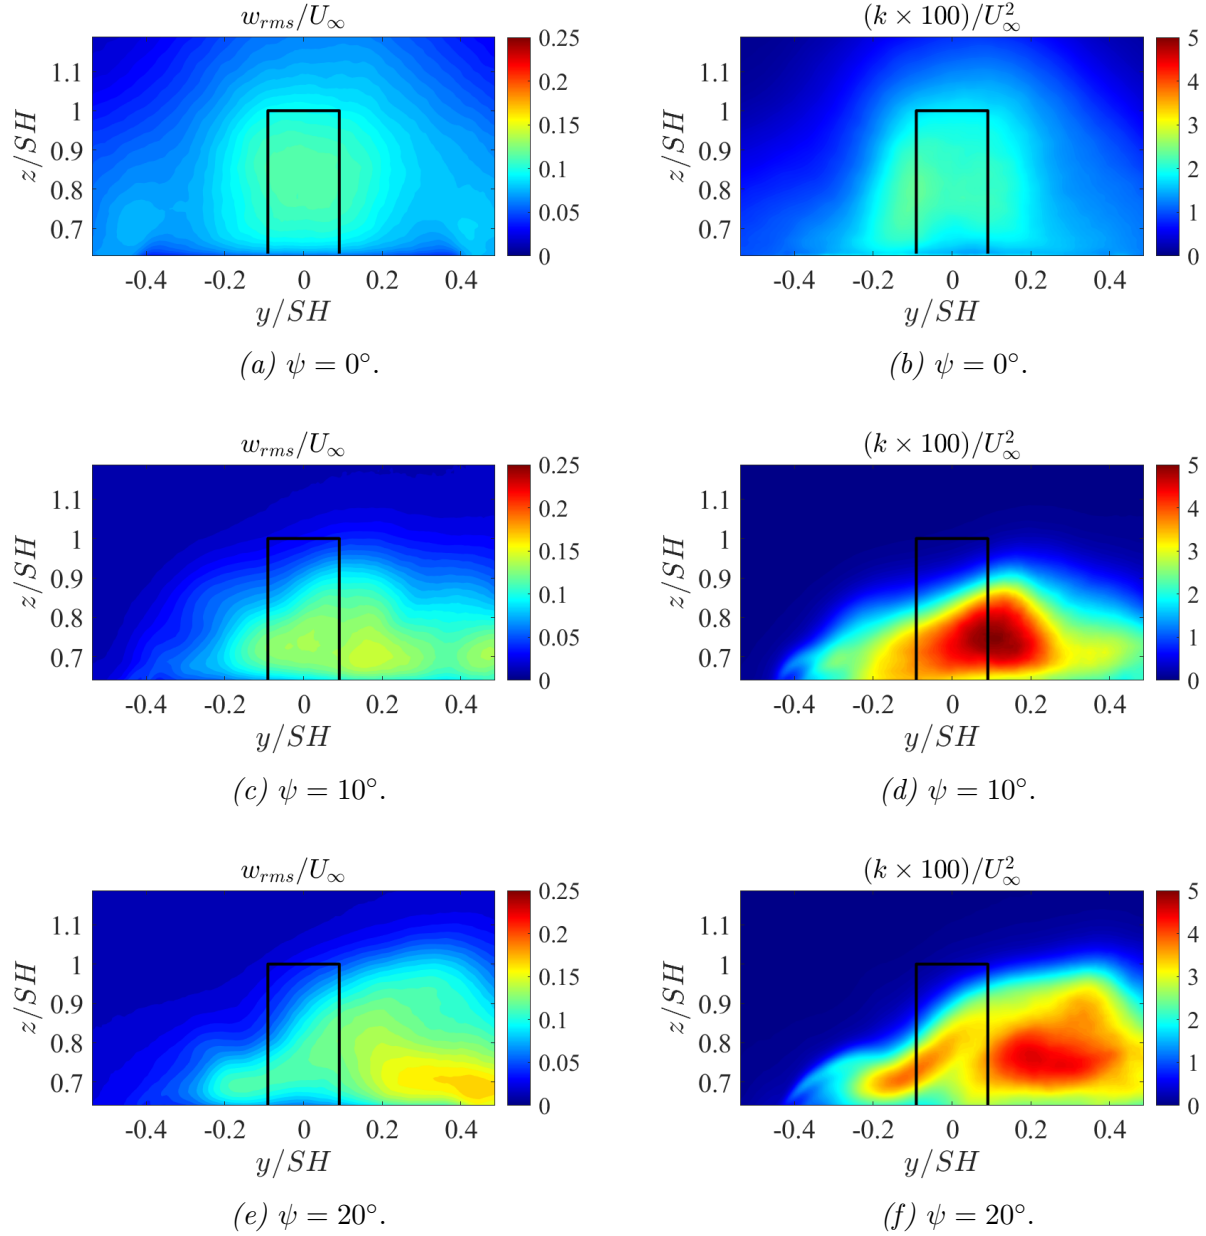 w_rms/U_∞
(k × 100)/U_∞^2
0.25
5
1.1
0.2
1.1
4
1
1
z/SH
0.15
z/SH
3
0.9
0.9
0.1
2
0.8
0.8
0.05
1
0.7
0.7
0
0
-0.4 -0.2 0 0.2 0.4
-0.4 -0.2 0 0.2 0.4
y/SH
y/SH
(a) ψ = 0°.
(b) ψ = 0°.
w_rms/U_∞
(k × 100)/U_∞^2
0.25
5
1.1
0.2
1.1
4
1
1
z/SH
0.15
z/SH
3
0.9
0.9
0.1
2
0.8
0.8
0.05
1
0.7
0.7
0
0
-0.4 -0.2 0 0.2 0.4
-0.4 -0.2 0 0.2 0.4
y/SH
y/SH
(c) ψ = 10°.
(d) ψ = 10°.
w_rms/U_∞
(k × 100)/U_∞^2
0.25
5
1.1
0.2
1.1
4
1
1
z/SH
0.15
z/SH
3
0.9
0.9
0.1
2
0.8
0.8
0.05
1
0.7
0.7
0
0
-0.4 -0.2 0 0.2 0.4
-0.4 -0.2 0 0.2 0.4
y/SH
y/SH
(e) ψ = 20°.
(f) ψ = 20°.